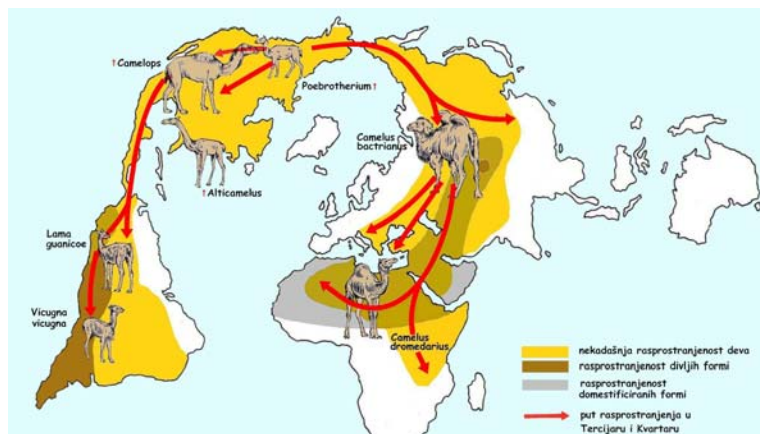 † Camelops
Poebrotherium †
Camelus
bactrianus
† Alticamelus
Lama
guanicoe
Vicugna
vicugna
Camelus
dromedarius
nekadašnja rasprostranjenost deva
rasprostranjenost divljih formi
rasprostranjenost
domestificiranih formi
put rasprostranjenja u
Tercijaru i Kvartaru